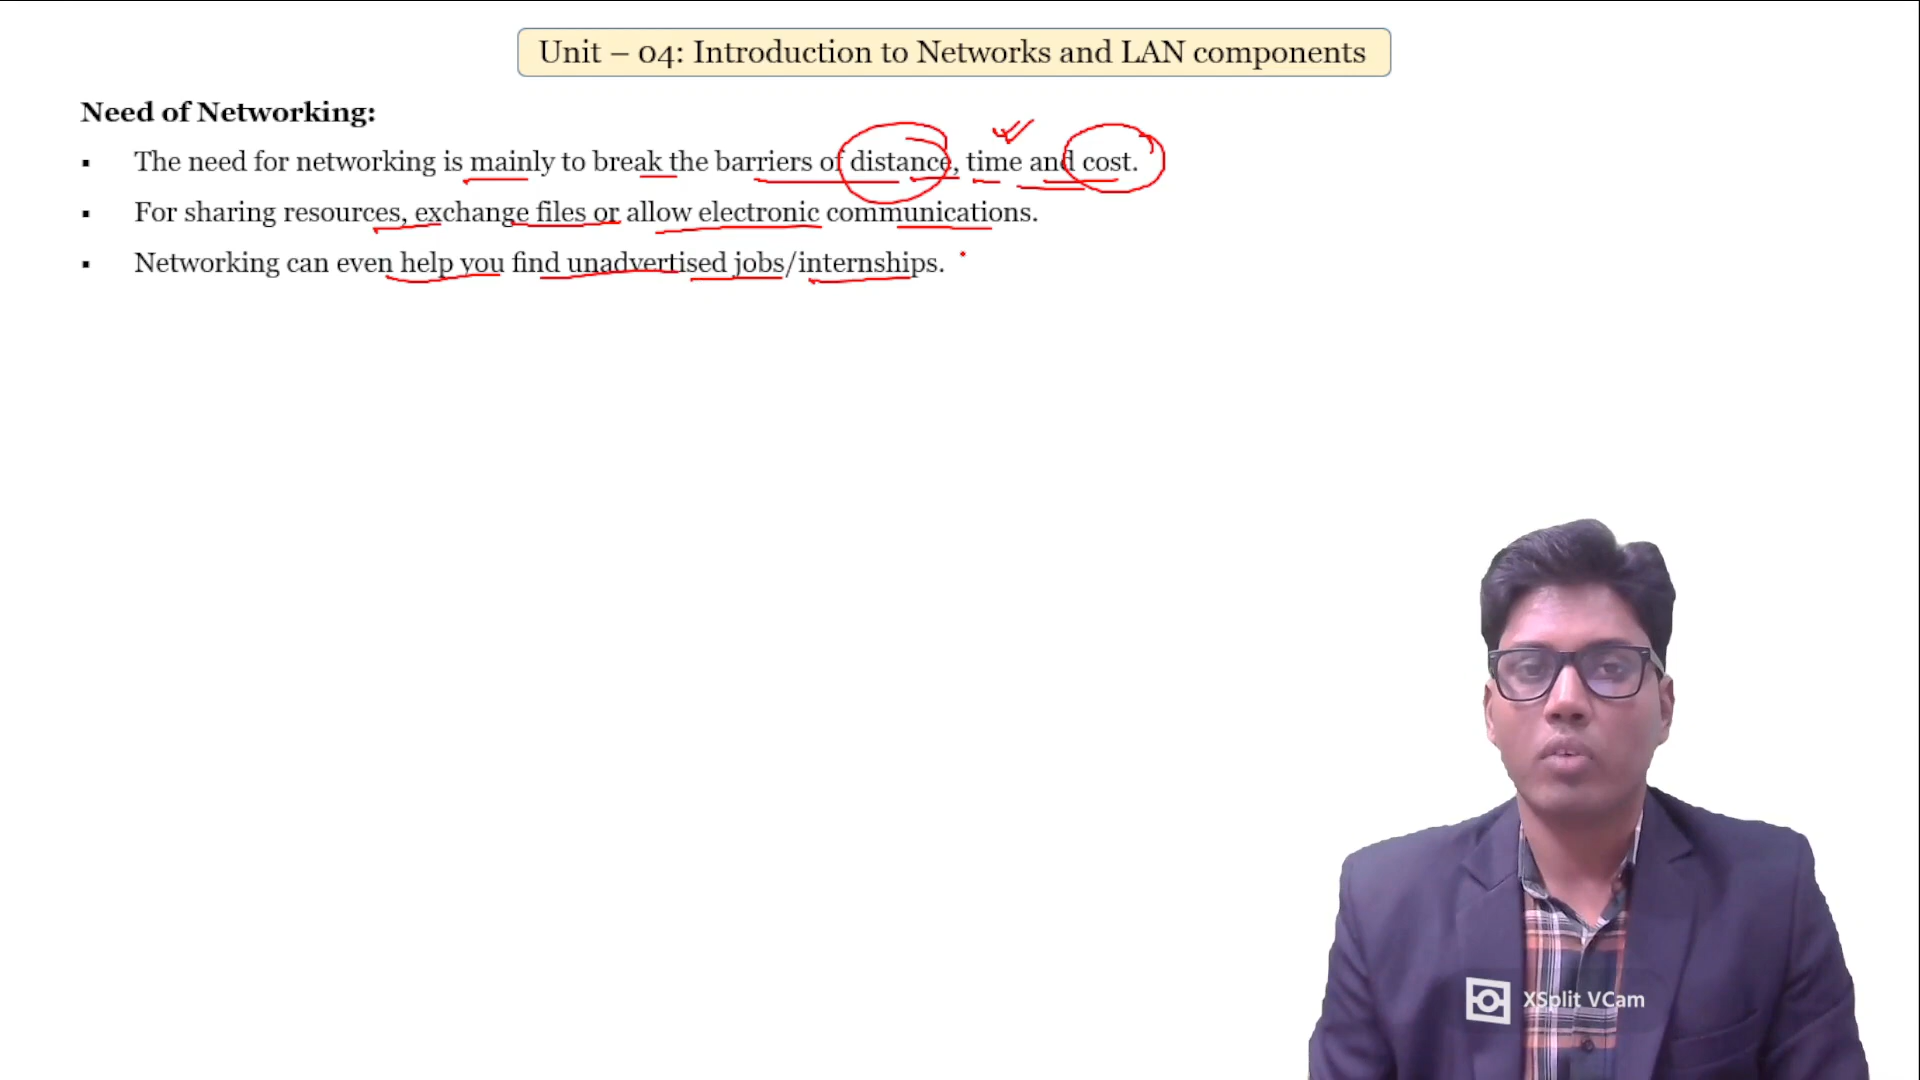 Unit – 04: Introduction to Networks and LAN components
Need of Networking:
▪ The need for networking is mainly to break the barriers of distance, time and cost.
▪ For sharing resources, exchange files or allow electronic communications.
▪ Networking can even help you find unadvertised jobs/internships.
XSplit VCam